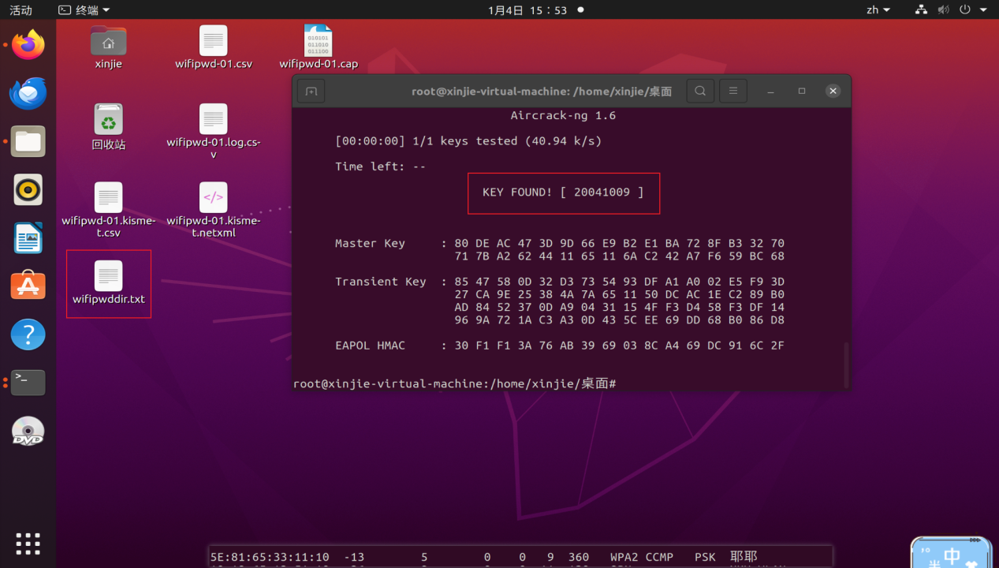 活动
终端
1月4日 15：53
zh
xinjie
wifipwd-01.csv
wifipwd-01.cap
010101
011010
011100
回收站
wifipwd-01.log.cs-
v
wifipwd-01.kisme-
t.csv
wifipwd-01.kisme-
t.netxml
</>
wifipwddir.txt
root@xinjie-virtual-machine: /home/xinjie/桌面
Aircrack-ng 1.6
[00:00:00] 1/1 keys tested (40.94 k/s)
Time left: --
KEY FOUND! [ 20041009 ]
Master Key : 80 DE AC 47 3D 9D 66 E9 B2 E1 BA 72 8F B3 32 70
71 7B A2 62 44 11 65 11 6A C2 42 A7 F6 59 BC 68
Transient Key : 85 47 58 0D 32 D3 73 54 93 DF A1 A0 02 E5 F9 3D
27 CA 9E 25 38 4A 7A 65 11 50 DC AC 1E C2 89 B0
AD 84 52 37 0D A9 04 31 15 4F F3 D4 58 F3 DF 14
96 9A 72 1A C3 A3 0D 43 5C EE 69 DD 68 B0 86 D8
EAPOL HMAC : 30 F1 F1 3A 76 AB 39 69 03 8C A4 69 DC 91 6C 2F
root@xinjie-virtual-machine:/home/xinjie/桌面#
>_
?
DVD
5E:81:65:33:11:10 -13 5 0 0 9 360 WPA2 CCMP PSK 耶耶
中